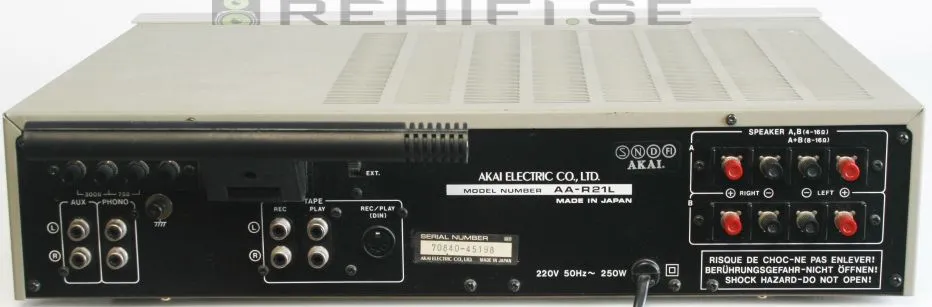 REHIFI.SE
SPEAKER A,B (4-16Ω)
A+B (8-16Ω)
A
S N D FI
AKAI
EXT.
AKAI ELECTRIC CO., LTD.
MODEL NUMBER AA-R21L
MADE IN JAPAN
300Ω 75Ω
AUX PHONO
TAPE
REC PLAY
REC/PLAY
(DIN)
+ RIGHT − − LEFT +
B
L
R
L
R
SERIAL NUMBER
70840-45198
AKAI ELECTRIC CO., LTD. MADE IN JAPAN
220V 50Hz~ 250W
RISQUE DE CHOC-NE PAS ENLEVER!
BERÜHRUNGSGEFAHR-NICHT ÖFFNEN!
SHOCK HAZARD-DO NOT OPEN!